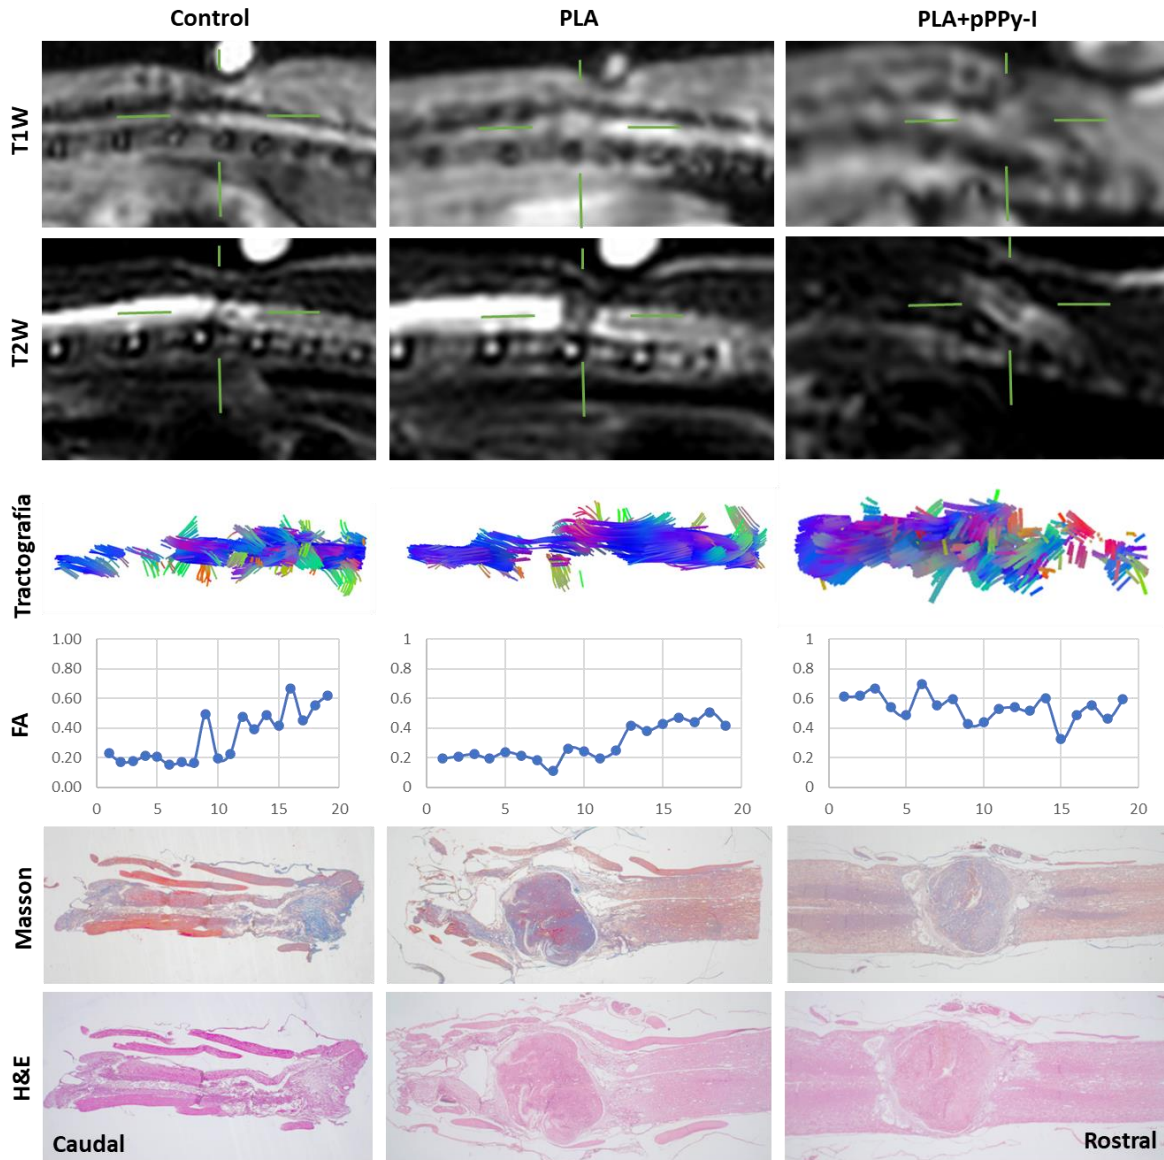 Control PLA PLA+pPPy-I
T1W
T2W
Tractografía
FA
1.00 1 1
0.80 0.8 0.8
0.60 0.6 0.6
0.40 0.4 0.4
0.20 0.2 0.2
0.00 0 0
0 5 10 15 20 0 5 10 15 20 0 5 10 15 20
Masson
H&E
Caudal Rostral